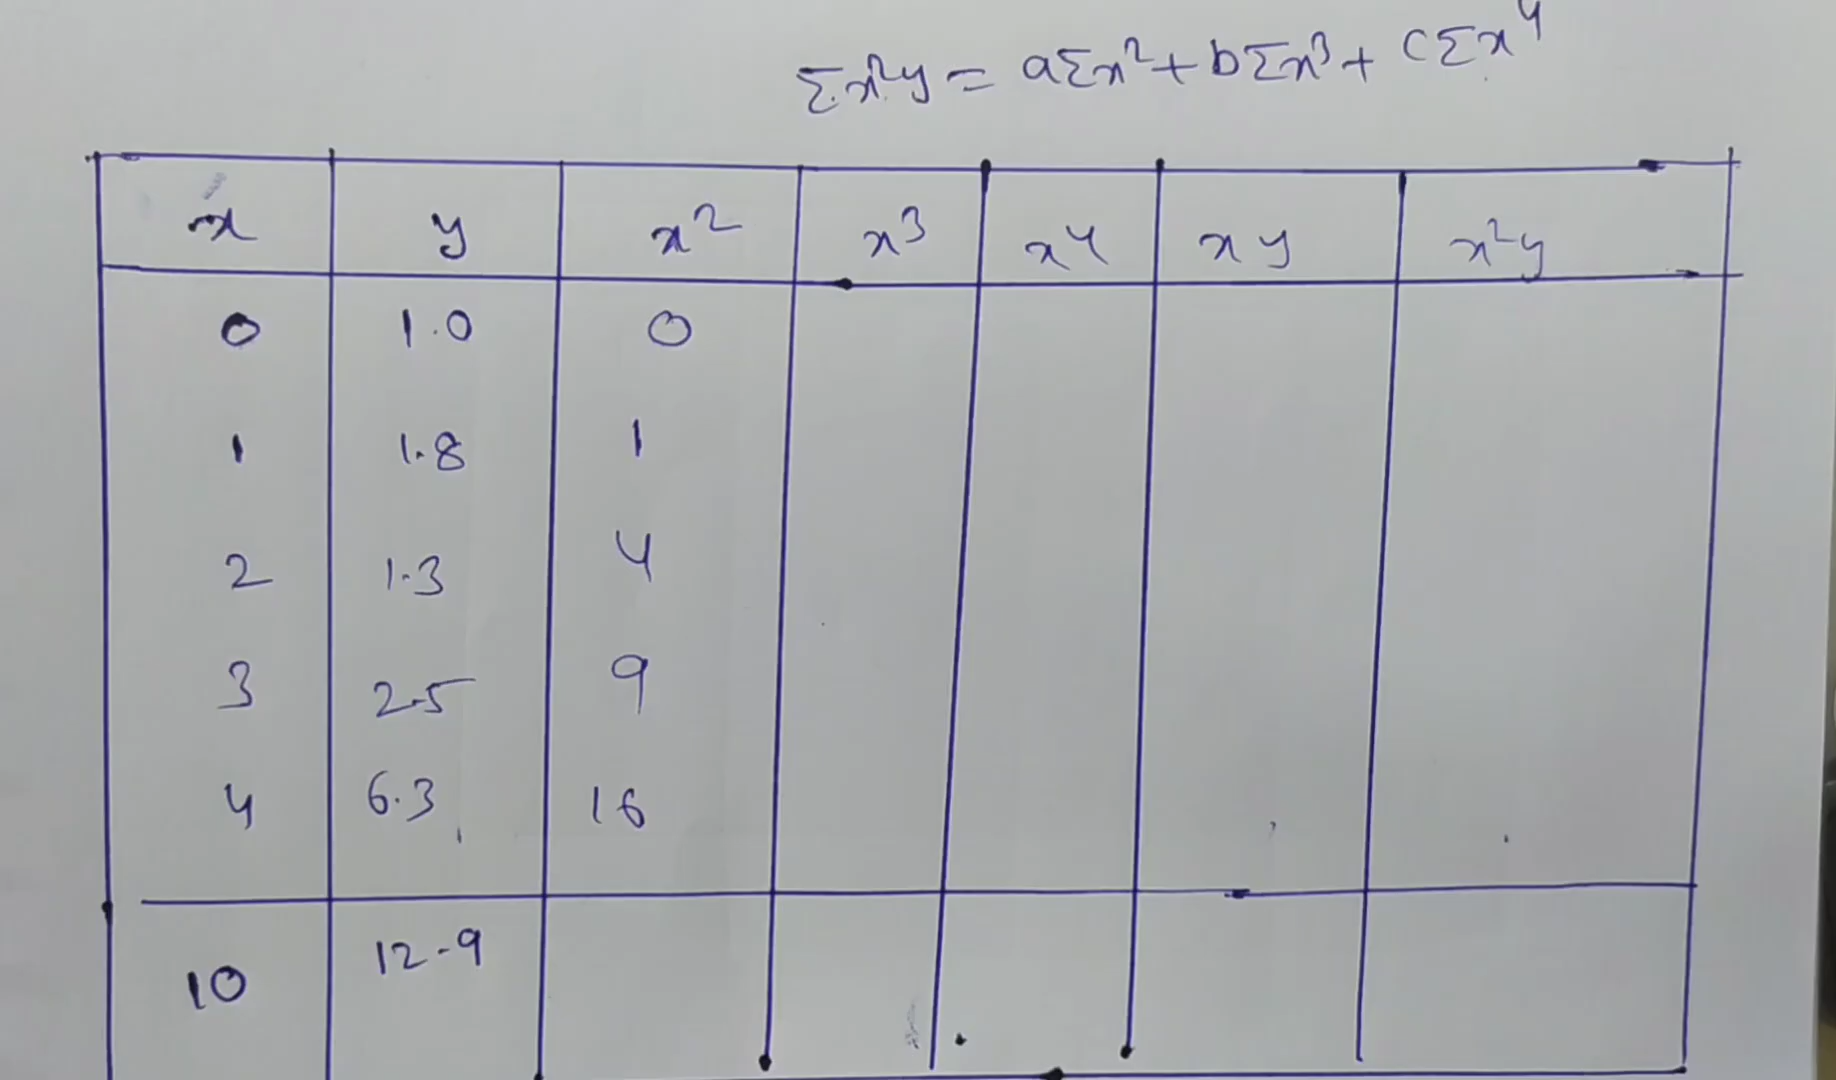 Σx²y = aΣx² + bΣx³ + cΣx⁴
x y x² x³ x⁴ xy x²y
0 1.0 0
1 1.8 1
2 1.3 4
3 2.5 9
4 6.3 16
10 12.9